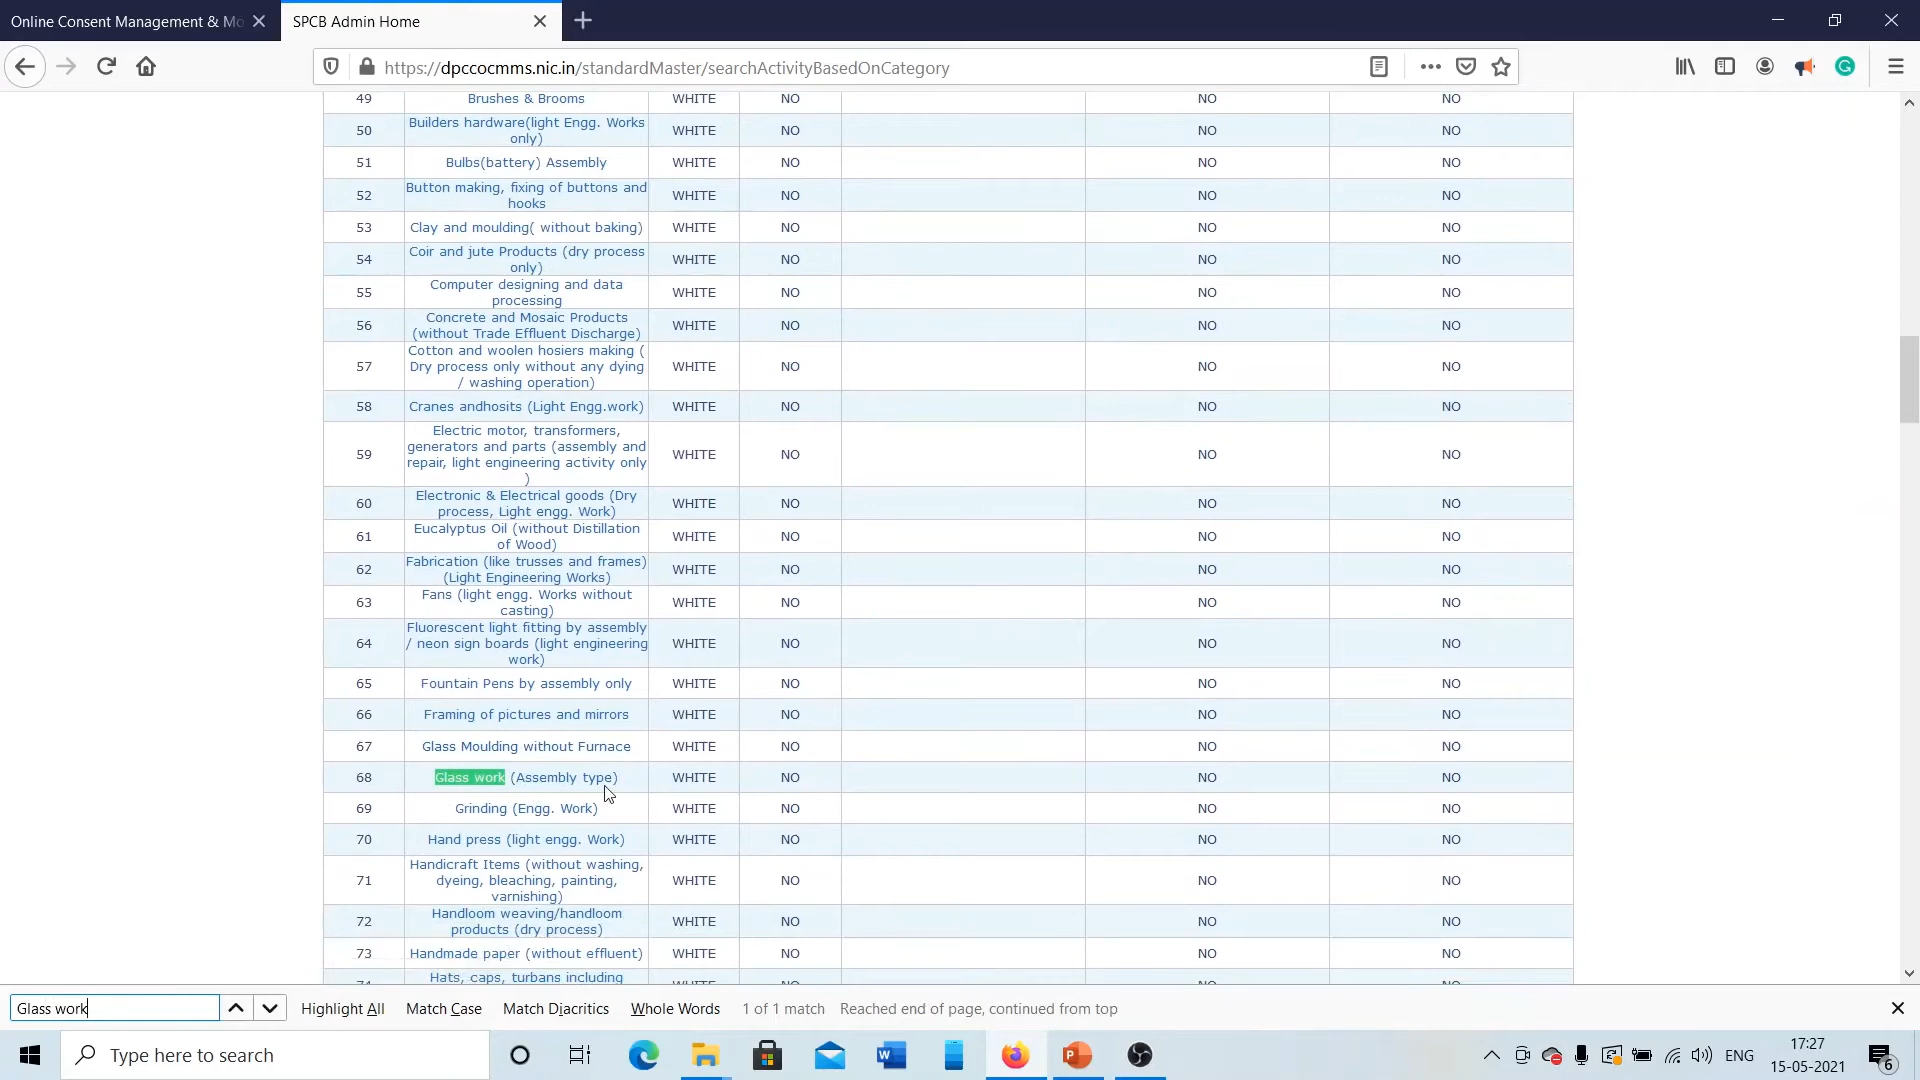 Online Consent Management & Mo
SPCB Admin Home
https://dpccocmms.nic.in/standardMaster/searchActivityBasedOnCategory
49 Brushes & Brooms WHITE NO NO NO
50 Builders hardware(light Engg. Works
only) WHITE NO NO NO
51 Bulbs(battery) Assembly WHITE NO NO NO
52 Button making, fixing of buttons and
hooks WHITE NO NO NO
53 Clay and moulding( without baking) WHITE NO NO NO
54 Coir and jute Products (dry process
only) WHITE NO NO NO
55 Computer designing and data
processing WHITE NO NO NO
56 Concrete and Mosaic Products
(without Trade Effluent Discharge) WHITE NO NO NO
57 Cotton and woolen hosiers making (
Dry process only without any dying
/ washing operation) WHITE NO NO NO
58 Cranes andhosits (Light Engg.work) WHITE NO NO NO
59 Electric motor, transformers,
generators and parts (assembly and
repair, light engineering activity only
) WHITE NO NO NO
60 Electronic & Electrical goods (Dry
process, Light engg. Work) WHITE NO NO NO
61 Eucalyptus Oil (without Distillation
of Wood) WHITE NO NO NO
62 Fabrication (like trusses and frames)
(Light Engineering Works) WHITE NO NO NO
63 Fans (light engg. Works without
casting) WHITE NO NO NO
64 Fluorescent light fitting by assembly
/ neon sign boards (light engineering
work) WHITE NO NO NO
65 Fountain Pens by assembly only WHITE NO NO NO
66 Framing of pictures and mirrors WHITE NO NO NO
67 Glass Moulding without Furnace WHITE NO NO NO
68 Glass work (Assembly type) WHITE NO NO NO
69 Grinding (Engg. Work) WHITE NO NO NO
70 Hand press (light engg. Work) WHITE NO NO NO
71 Handicraft Items (without washing,
dyeing, bleaching, painting,
varnishing) WHITE NO NO NO
72 Handloom weaving/handloom
products (dry process) WHITE NO NO NO
73 Handmade paper (without effluent) WHITE NO NO NO
Hats, caps, turbans including
Glass work Highlight All Match Case Match Diacritics Whole Words 1 of 1 match Reached end of page, continued from top
Type here to search
ENG
17:27
15-05-2021
6